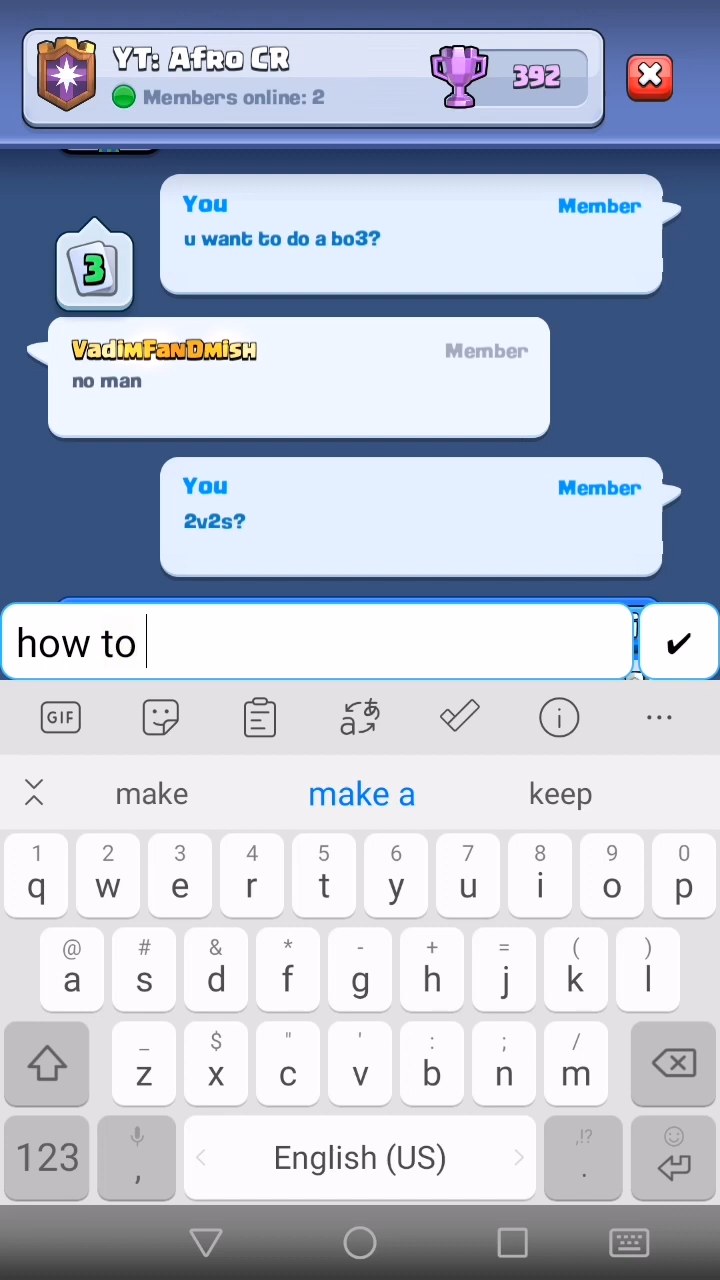 YT: Afro CR
392
Members online: 2
You Member
u want to do a bo3?
3
VadimFanDmish Member
no man
You Member
2v2s?
how to
GIF
make make a keep
1 2 3 4 5 6 7 8 9 0
q w e r t y u i o p
@ # & * - + = ( )
a s d f g h j k l
_ $ " ' : ; /
z x c v b n m
,!?
123 , English (US) .